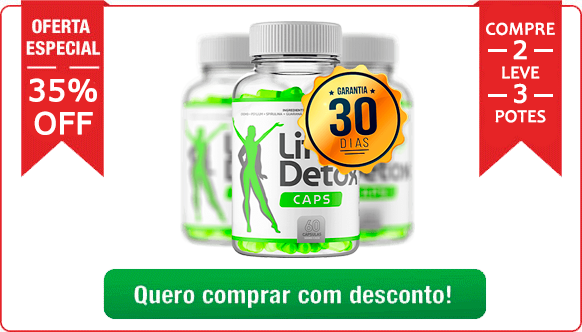 OFERTA
ESPECIAL
35%
OFF
COMPRE
2
LEVE
3
POTES
GARANTIA
30
DIAS
Detox
CAPS
60
CÁPSULAS
Quero comprar com desconto!